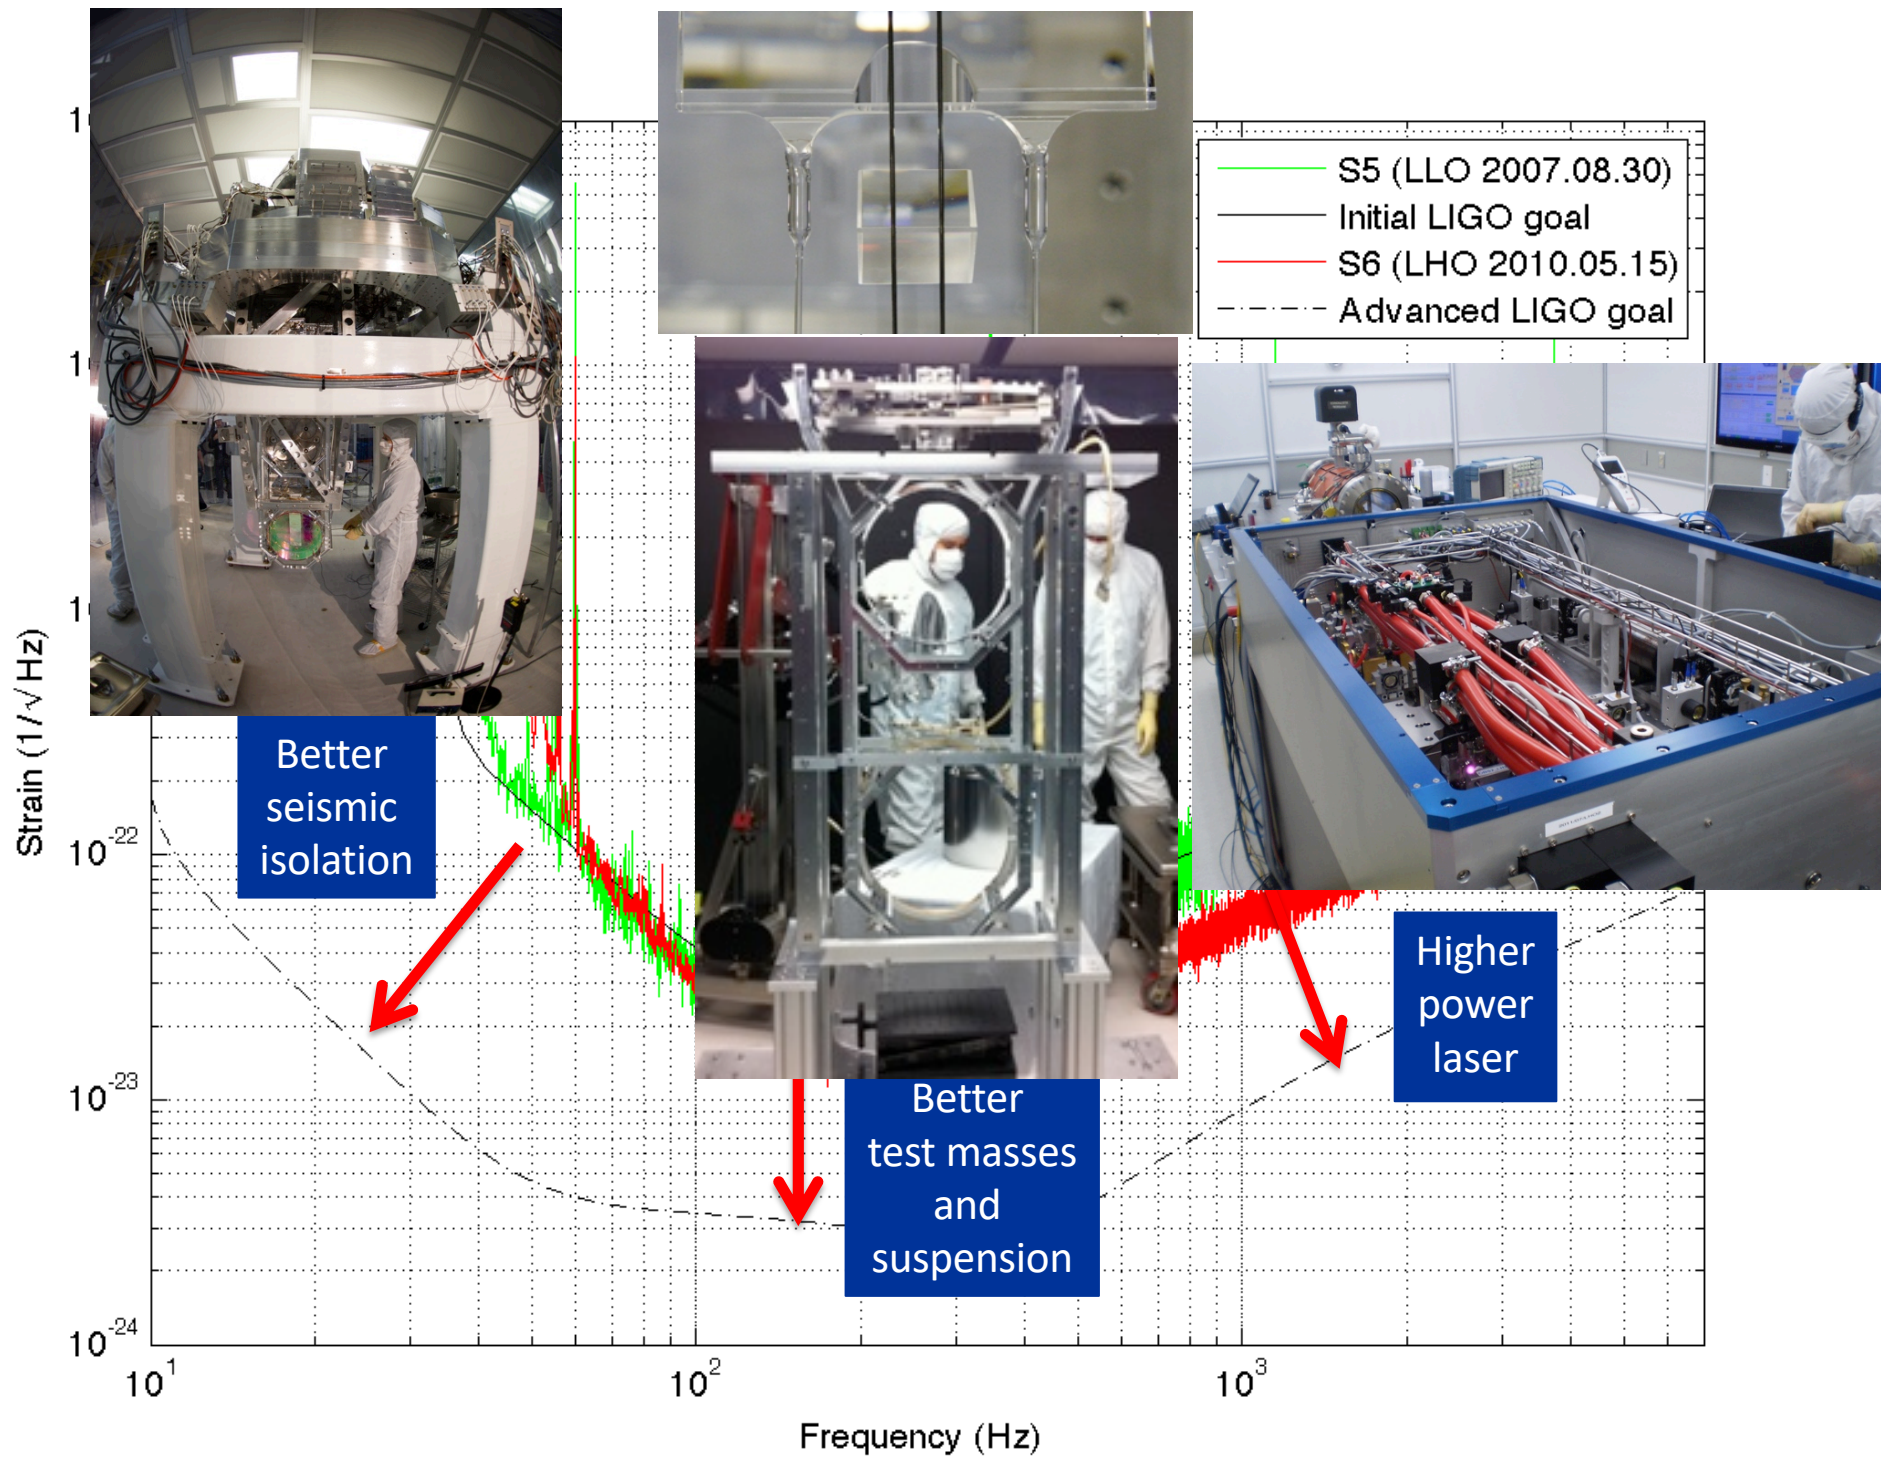 S5 (LLO 2007.08.30)
Initial LIGO goal
S6 (LHO 2010.05.15)
Advanced LIGO goal
Strain (1/√Hz)
Better
seismic
isolation
Higher
power
laser
Better
test masses
and
suspension
10-22
10-23
10-24
10¹
10²
10³
Frequency (Hz)